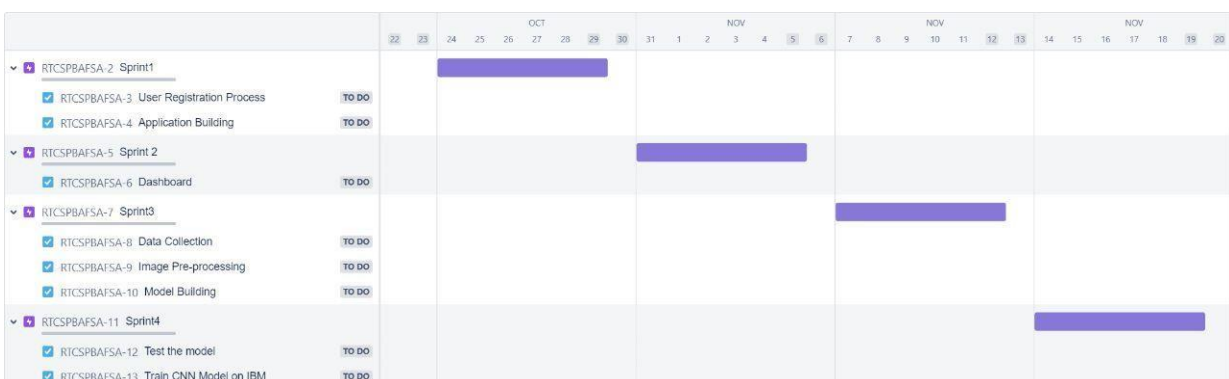 OCT NOV NOV NOV
22 23 24 25 26 27 28 29 30 31 1 2 3 4 5 6 7 8 9 10 11 12 13 14 15 16 17 18 19 20
RTCSPBAFSA-2 Sprint1
RTCSPBAFSA-3 User Registration Process TO DO
RTCSPBAFSA-4 Application Building TO DO
RTCSPBAFSA-5 Sprint 2
RTCSPBAFSA-6 Dashboard TO DO
RTCSPBAFSA-7 Sprint3
RTCSPBAFSA-8 Data Collection TO DO
RTCSPBAFSA-9 Image Pre-processing TO DO
RTCSPBAFSA-10 Model Building TO DO
RTCSPBAFSA-11 Sprint4
RTCSPBAFSA-12 Test the model TO DO
RTCSPBAFSA-13 Train CNN Model on IBM TO DO